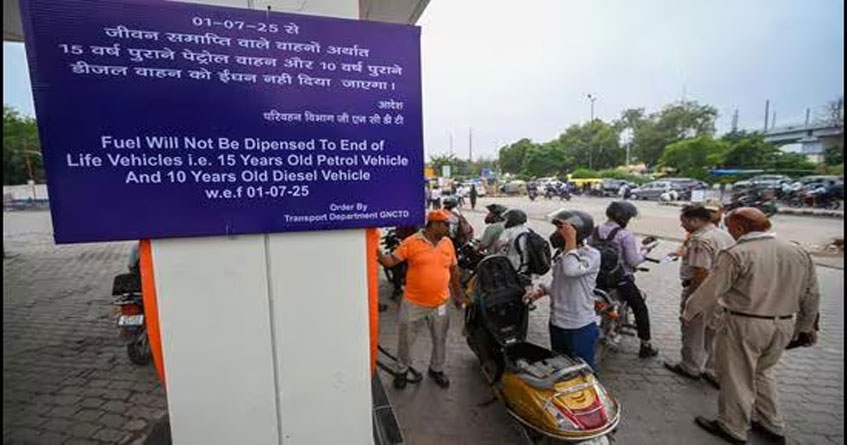 01-07-25 से
जीवन समाप्ति वाले वाहनो अर्थात
15 वर्ष पुराने पेट्रोल वाहन और 10 वर्ष पुराने
डीजल वाहन को ईंधन नही दिया जाएगा।
आदेश
परिवहन विभाग जी एन सी टी डी
Fuel Will Not Be Dipensed To End of
Life Vehicles i.e. 15 Years Old Petrol Vehicle
And 10 Years Old Diesel Vehicle
w.e.f 01-07-25
Order By
Transport Department GNCTD